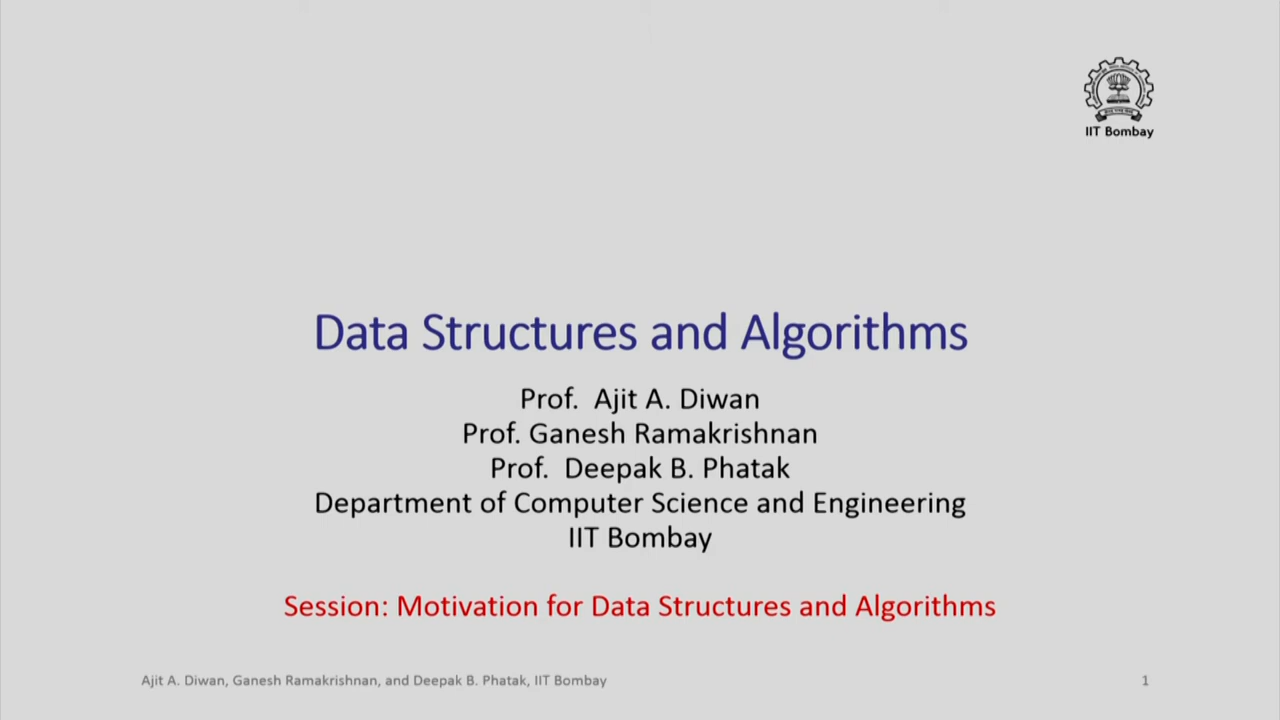 IIT Bombay
Data Structures and Algorithms
Prof. Ajit A. Diwan
Prof. Ganesh Ramakrishnan
Prof. Deepak B. Phatak
Department of Computer Science and Engineering
IIT Bombay
Session: Motivation for Data Structures and Algorithms
Ajit A. Diwan, Ganesh Ramakrishnan, and Deepak B. Phatak, IIT Bombay
1